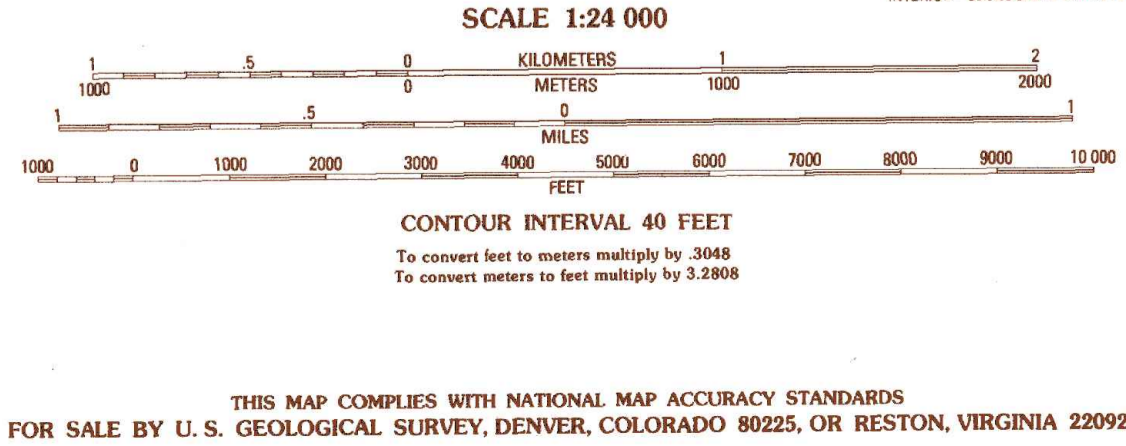 SCALE 1:24 000
1 .5 0 KILOMETERS 1 2
1000 0 METERS 1000 2000
1 .5 0 1
MILES
1000 0 1000 2000 3000 4000 5000 6000 7000 8000 9000 10 000
FEET
CONTOUR INTERVAL 40 FEET
To convert feet to meters multiply by .3048
To convert meters to feet multiply by 3.2808
THIS MAP COMPLIES WITH NATIONAL MAP ACCURACY STANDARDS
FOR SALE BY U. S. GEOLOGICAL SURVEY, DENVER, COLORADO 80225, OR RESTON, VIRGINIA 22092